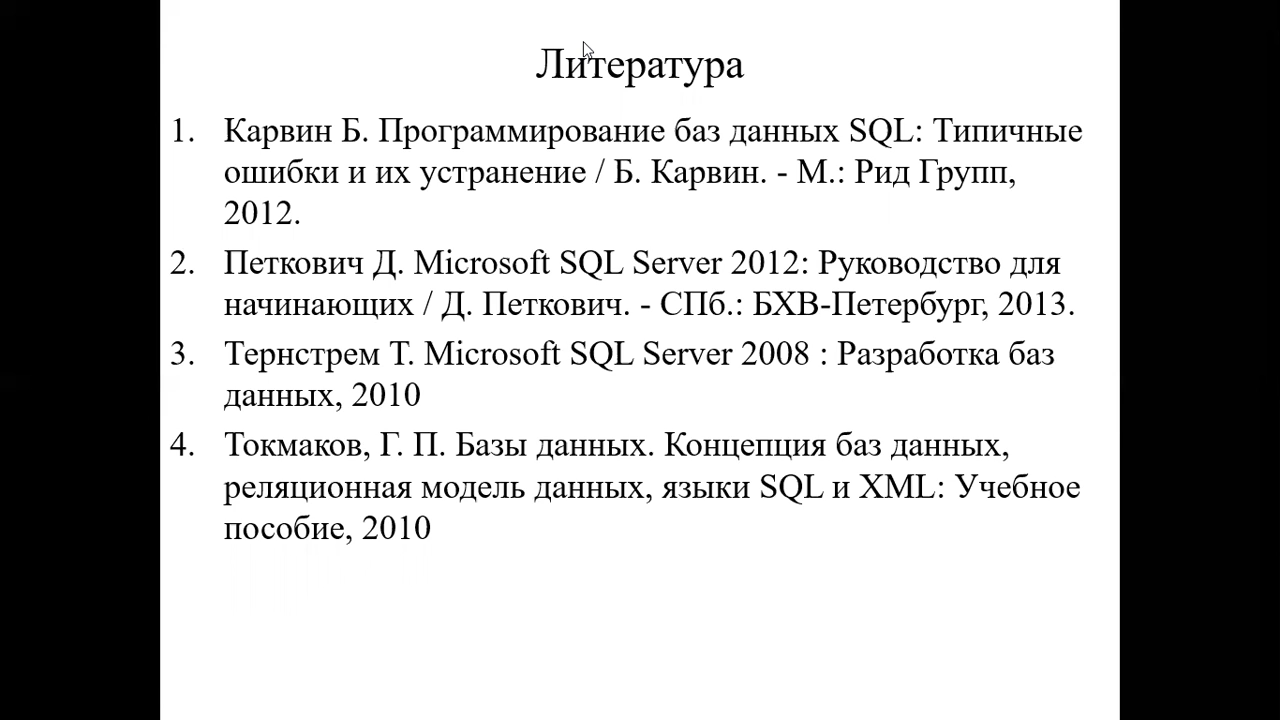 Литература
1. Карвин Б. Программирование баз данных SQL: Типичные
ошибки и их устранение / Б. Карвин. - М.: Рид Групп,
2012.
2. Петкович Д. Microsoft SQL Server 2012: Руководство для
начинающих / Д. Петкович. - СПб.: БХВ-Петербург, 2013.
3. Тернстрем Т. Microsoft SQL Server 2008 : Разработка баз
данных, 2010
4. Токмаков, Г. П. Базы данных. Концепция баз данных,
реляционная модель данных, языки SQL и XML: Учебное
пособие, 2010